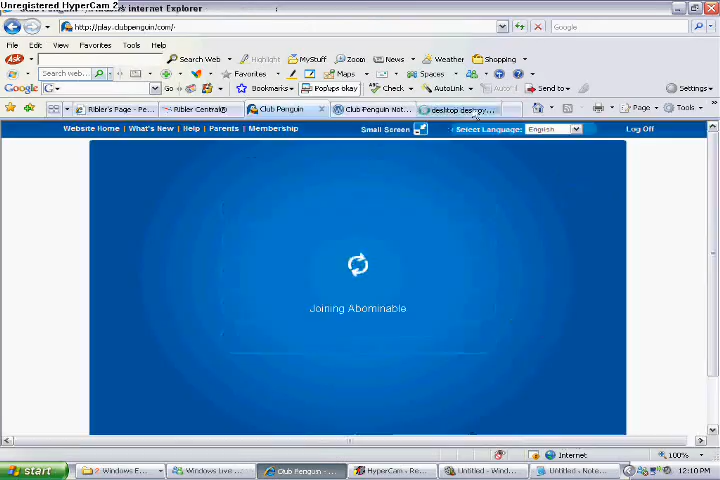 Unregistered HyperCam 2
Internet Explorer
http://play.clubpenguin.com/
Google
File Edit View Favorites Tools Help
Ask Search Web Highlight MyStuff Zoom News Weather Shopping
Search web... Favorites Maps Spaces
Google G Bookmarks Popups okay Check AutoLink AutoFill Send to Settings
Ribler's Page - Pe... Ribler Central® Club Penguin Club Penguin Not... desktop destroy... Page Tools
Website Home | What's New | Help | Parents | Membership Small Screen Select Language: English Log Off
Joining Abominable
Internet 100%
start 2 Windows E... Windows Live ... Club Penguin - ... HyperCam - Re... Untitled - Wind... Untitled - Note... 12:10 PM